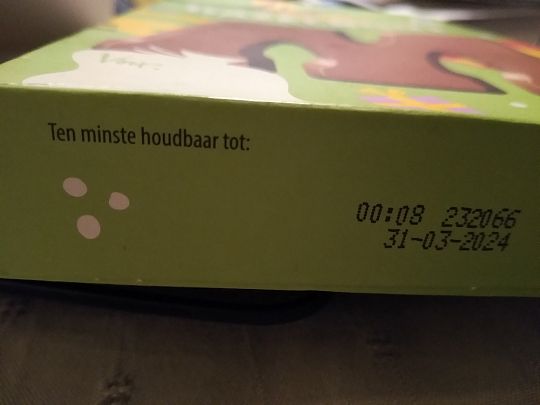 Ten minste houdbaar tot:
00:08 232066
31-03-2024